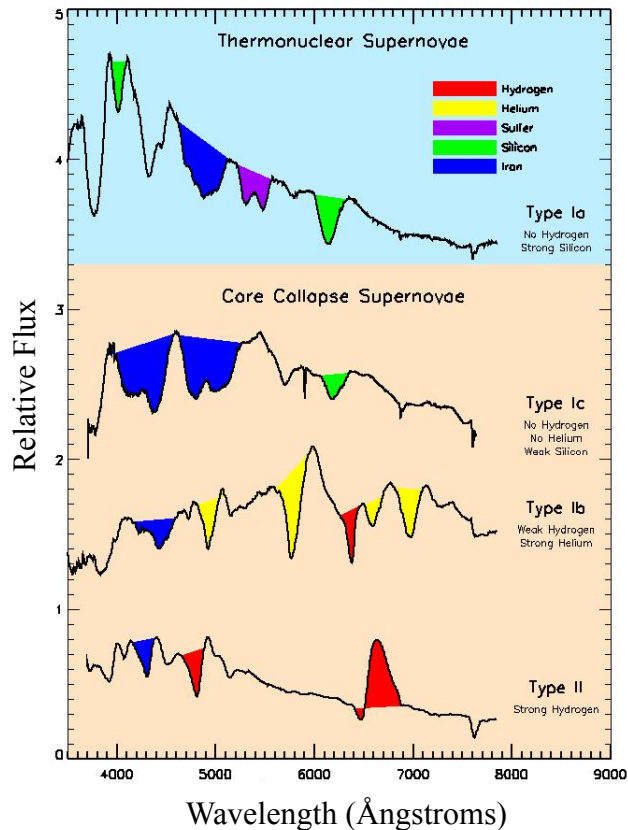 Thermonuclear Supernovae
Hydrogen
Helium
Sulfer
Silicon
Iron
Type Ia
No Hydrogen
Strong Silicon
Core Collapse Supernovae
Type Ic
No Hydrogen
No Helium
Weak Silicon
Type Ib
Weak Hydrogen
Strong Helium
Type II
Strong Hydrogen
Relative Flux
5
4
3
2
1
0
4000 5000 6000 7000 8000 9000
Wavelength (Ångstroms)